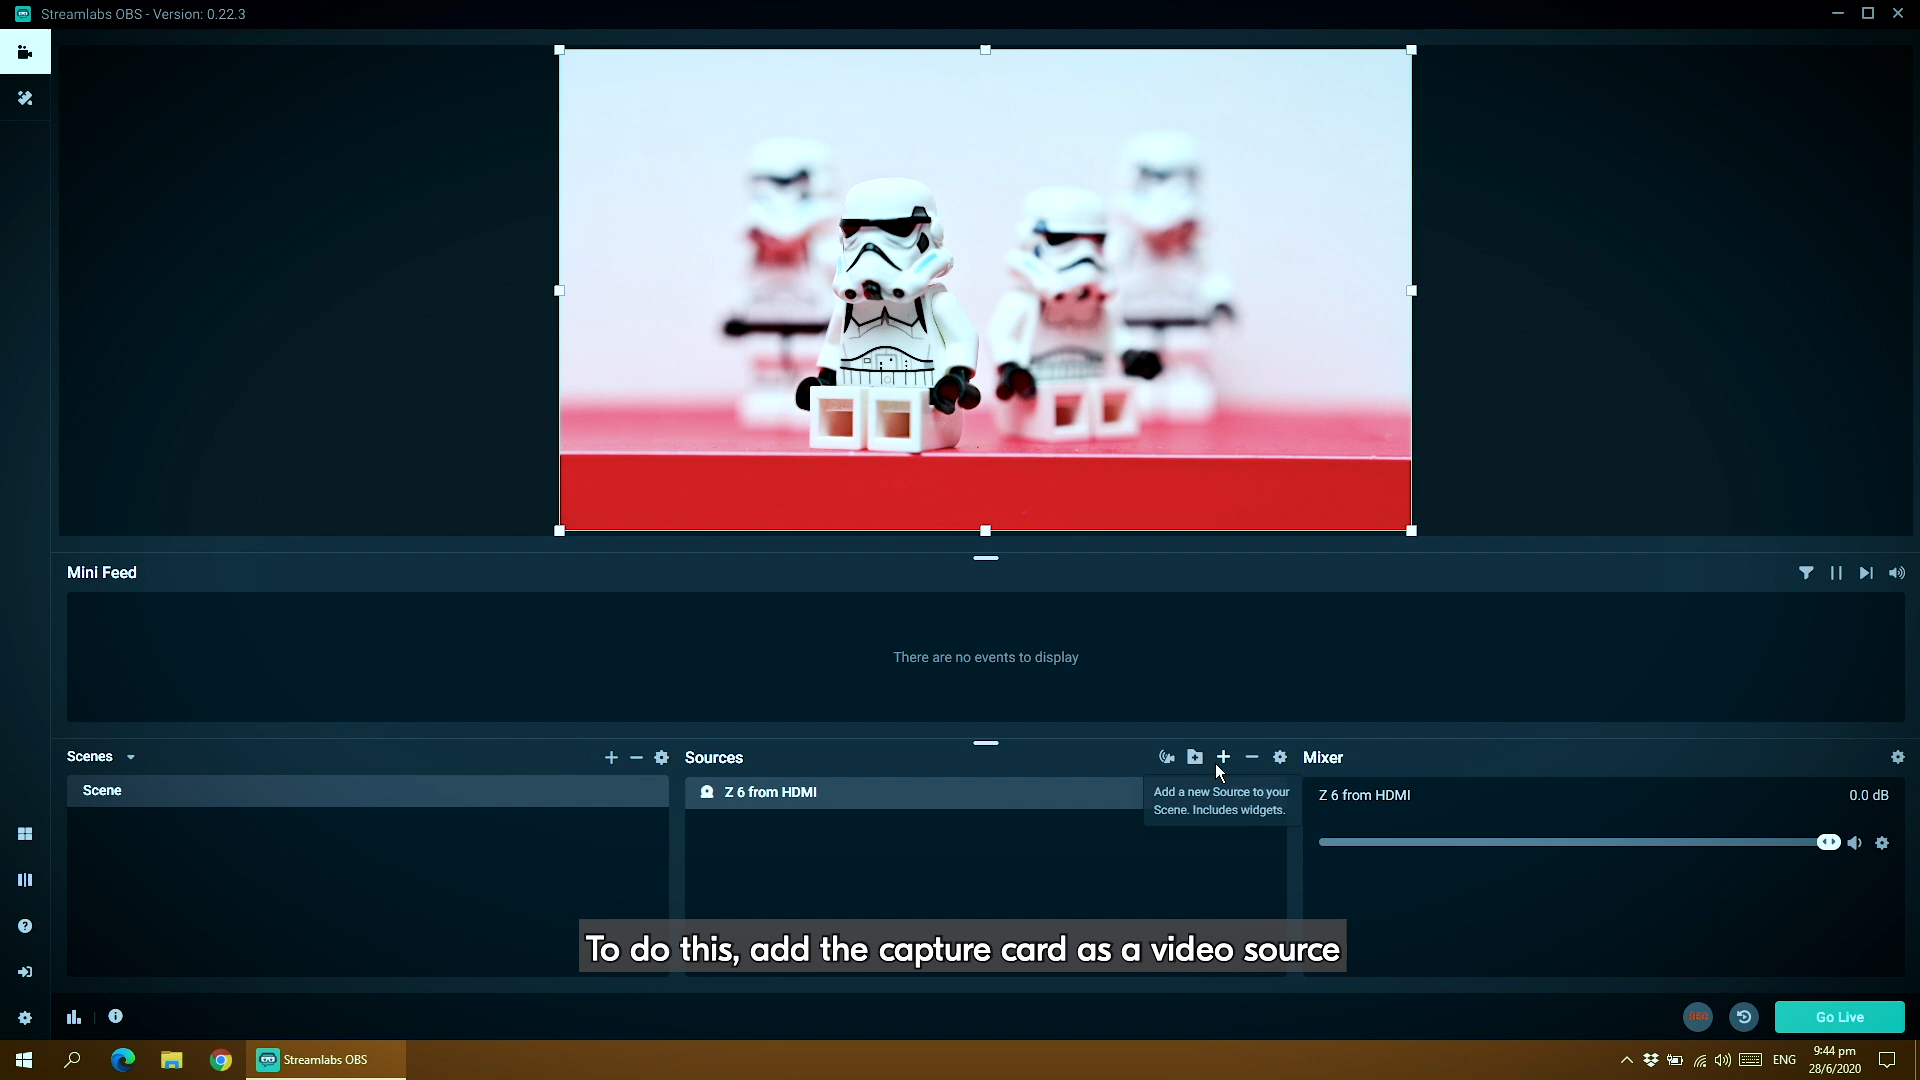 Streamlabs OBS - Version: 0.22.3
Mini Feed
There are no events to display
Scenes
Scene
Sources
Z 6 from HDMI
Add a new Source to your
Scene. Includes widgets.
Mixer
Z 6 from HDMI
0.0 dB
To do this, add the capture card as a video source
REC
Go Live
Streamlabs OBS
ENG
9:44 pm
28/6/2020